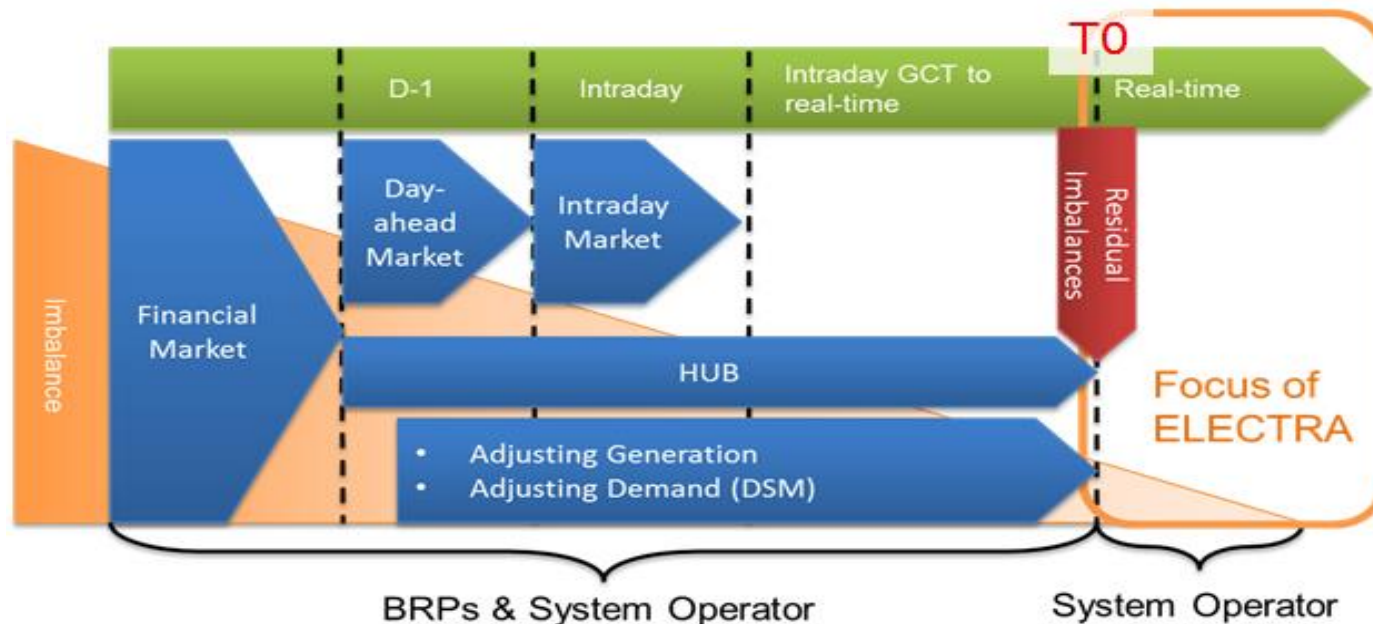 T0
D-1
Intraday
Intraday GCT to
real-time
Real-time
Imbalance
Financial
Market
Day-
ahead
Market
Intraday
Market
Residual
Imbalances
HUB
• Adjusting Generation
• Adjusting Demand (DSM)
Focus of
ELECTRA
BRPs & System Operator
System Operator